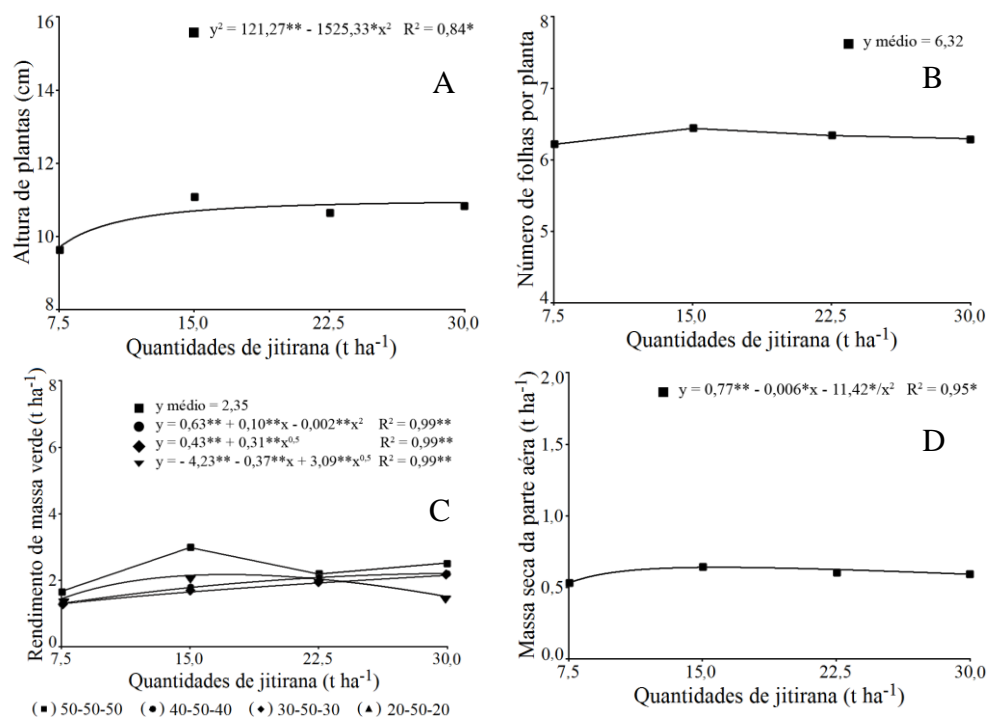 y² = 121,27** - 1525,33*x² R² = 0,84*
A
Altura de plantas (cm)
16
14
12
10
8
7,5 15,0 22,5 30,0
Quantidades de jitirana (t ha⁻¹)
y médio = 6,32
B
Número de folhas por planta
8
7
6
5
4
7,5 15,0 22,5 30,0
Quantidades de jitirana (t ha⁻¹)
y médio = 2,35
y = 0,63** + 0,10**x - 0,002**x² R² = 0,99**
y = 0,43** + 0,31**x⁰,⁵ R² = 0,99**
y = - 4,23** - 0,37**x + 3,09**x⁰,⁵ R² = 0,99**
C
Rendimento de massa verde (t ha⁻¹)
8
6
4
2
0
7,5 15,0 22,5 30,0
Quantidades de jitirana (t ha⁻¹)
(■) 50-50-50 (●) 40-50-40 (◆) 30-50-30 (▲) 20-50-20
y = 0,77** - 0,006*x - 11,42*/x² R² = 0,95*
D
Massa seca da parte aéra (t ha⁻¹)
2,0
1,5
1,0
0,5
0,0
7,5 15,0 22,5 30,0
Quantidades de jitirana (t ha⁻¹)